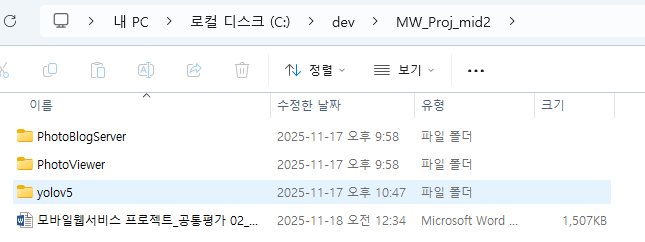 내 PC > 로컬 디스크 (C:) > dev > MW_Proj_mid2 >
정렬 보기 ...
이름 수정한 날짜 유형 크기
PhotoBlogServer 2025-11-17 오후 9:58 파일 폴더
PhotoViewer 2025-11-17 오후 9:58 파일 폴더
yolov5 2025-11-17 오후 10:47 파일 폴더
모바일웹서비스 프로젝트_공통평가 02_... 2025-11-18 오전 12:34 Microsoft Word ... 1,507KB